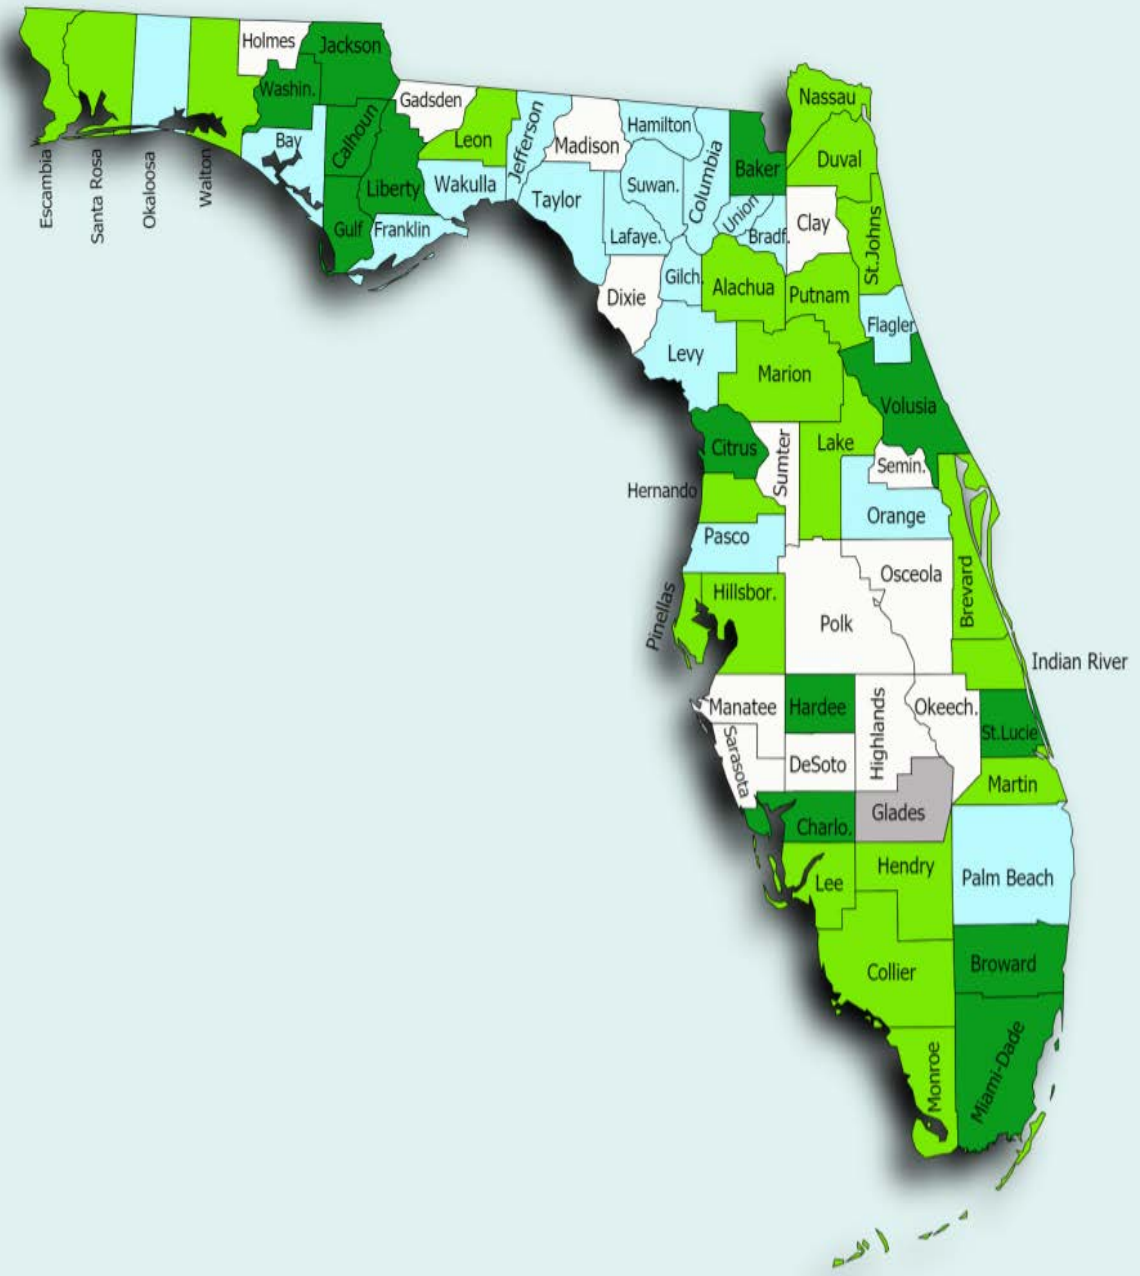 Holmes
Jackson
Washin.
Gadsden
Nassau
Calhoun
Leon
Jefferson
Madison
Hamilton
Columbia
Bay
Duval
Baker
Escambia
Santa Rosa
Okaloosa
Walton
Liberty
Wakulla
Taylor
Suwan.
Union
Gulf
Franklin
Lafaye.
Bradf.
Clay
St.Johns
Dixie
Gilch.
Alachua
Putnam
Flagler
Levy
Marion
Volusia
Citrus
Sumter
Lake
Semin.
Hernando
Orange
Pasco
Osceola
Brevard
Hillsbor.
Pinellas
Polk
Indian River
Manatee
Hardee
Highlands
Okeech.
Sarasota
St.Lucie
DeSoto
Martin
Glades
Charlo.
Hendry
Lee
Palm Beach
Broward
Collier
Monroe
Miami-Dade